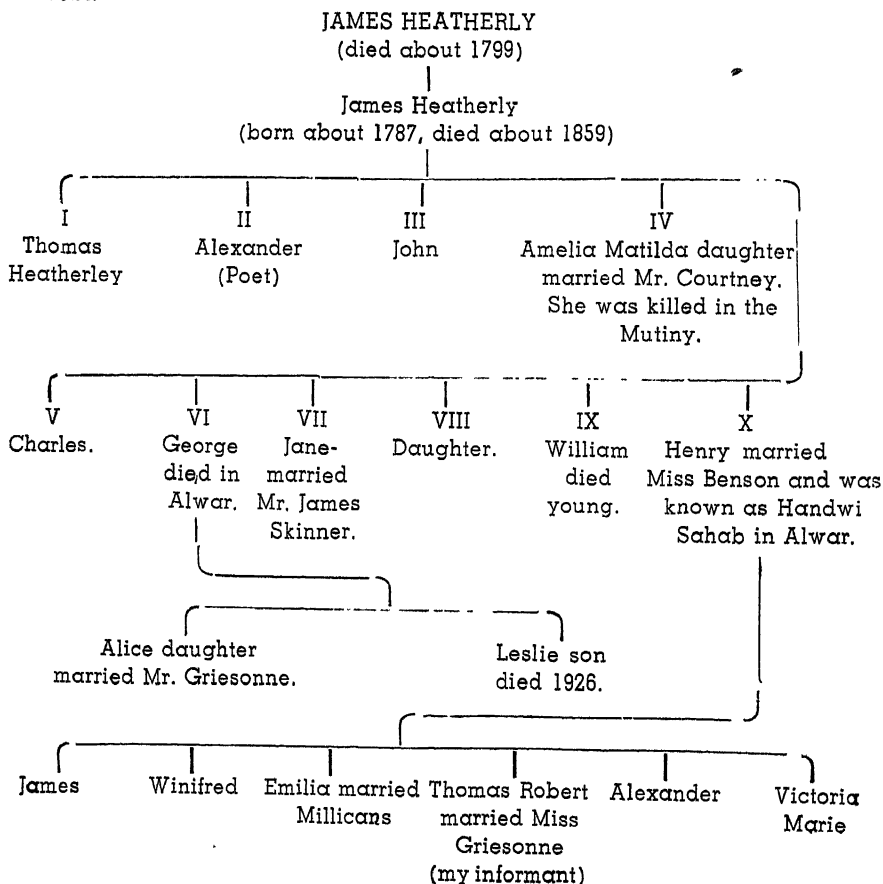 JAMES HEATHERLY
(died about 1799)
James Heatherly
(born about 1787, died about 1859)
I
Thomas
Heatherley
II
Alexander
(Poet)
III
John
IV
Amelia Matilda daughter
married Mr. Courtney.
She was killed in the
Mutiny.
V
Charles.
VI
George
died in
Alwar.
VII
Jane-
married
Mr. James
Skinner.
VIII
Daughter.
IX
William
died
young.
X
Henry married
Miss Benson and was
known as Handwi
Sahab in Alwar.
Alice daughter
married Mr. Griesonne.
Leslie son
died 1926.
James
Winifred
Emilia married
Millicans
Thomas Robert
married Miss
Griesonne
(my informant)
Alexander
Victoria
Marie